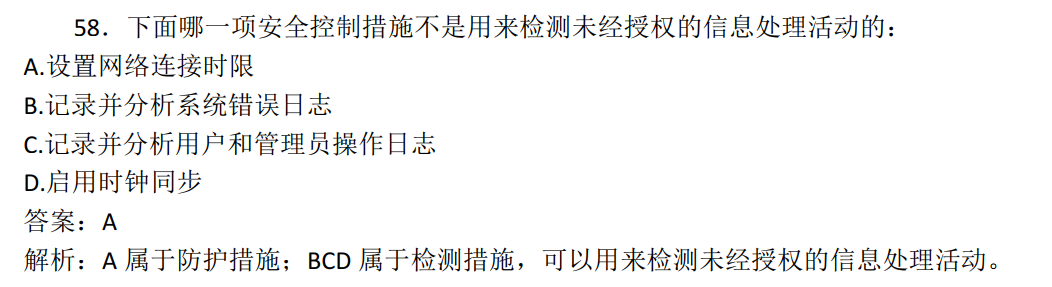 58．下面哪一项安全控制措施不是用来检测未经授权的信息处理活动的：
A.设置网络连接时限
B.记录并分析系统错误日志
C.记录并分析用户和管理员操作日志
D.启用时钟同步
答案：A
解析：A 属于防护措施；BCD 属于检测措施，可以用来检测未经授权的信息处理活动。